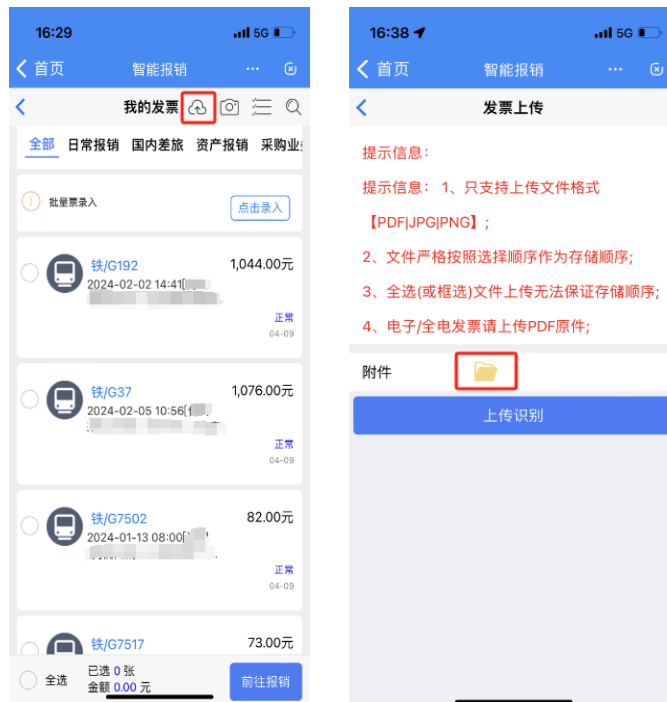 16:29
5G
首页
智能报销
我的发票
全部 日常报销 国内差旅 资产报销 采购业
批量票录入
点击录入
铁/G192
1,044.00元
2024-02-02 14:41[
正常
04-09
铁/G37
1,076.00元
2024-02-05 10:56[
正常
04-09
铁/G7502
82.00元
2024-01-13 08:00[
正常
04-09
铁/G7517
73.00元
全选
已选 0 张
金额 0.00 元
前往报销
16:38
5G
首页
智能报销
发票上传
提示信息：
提示信息： 1、只支持上传文件格式
【PDF|JPG|PNG】;
2、文件严格按照选择顺序作为存储顺序;
3、全选(或框选)文件上传无法保证存储顺序;
4、电子/全电发票请上传PDF原件;
附件
上传识别